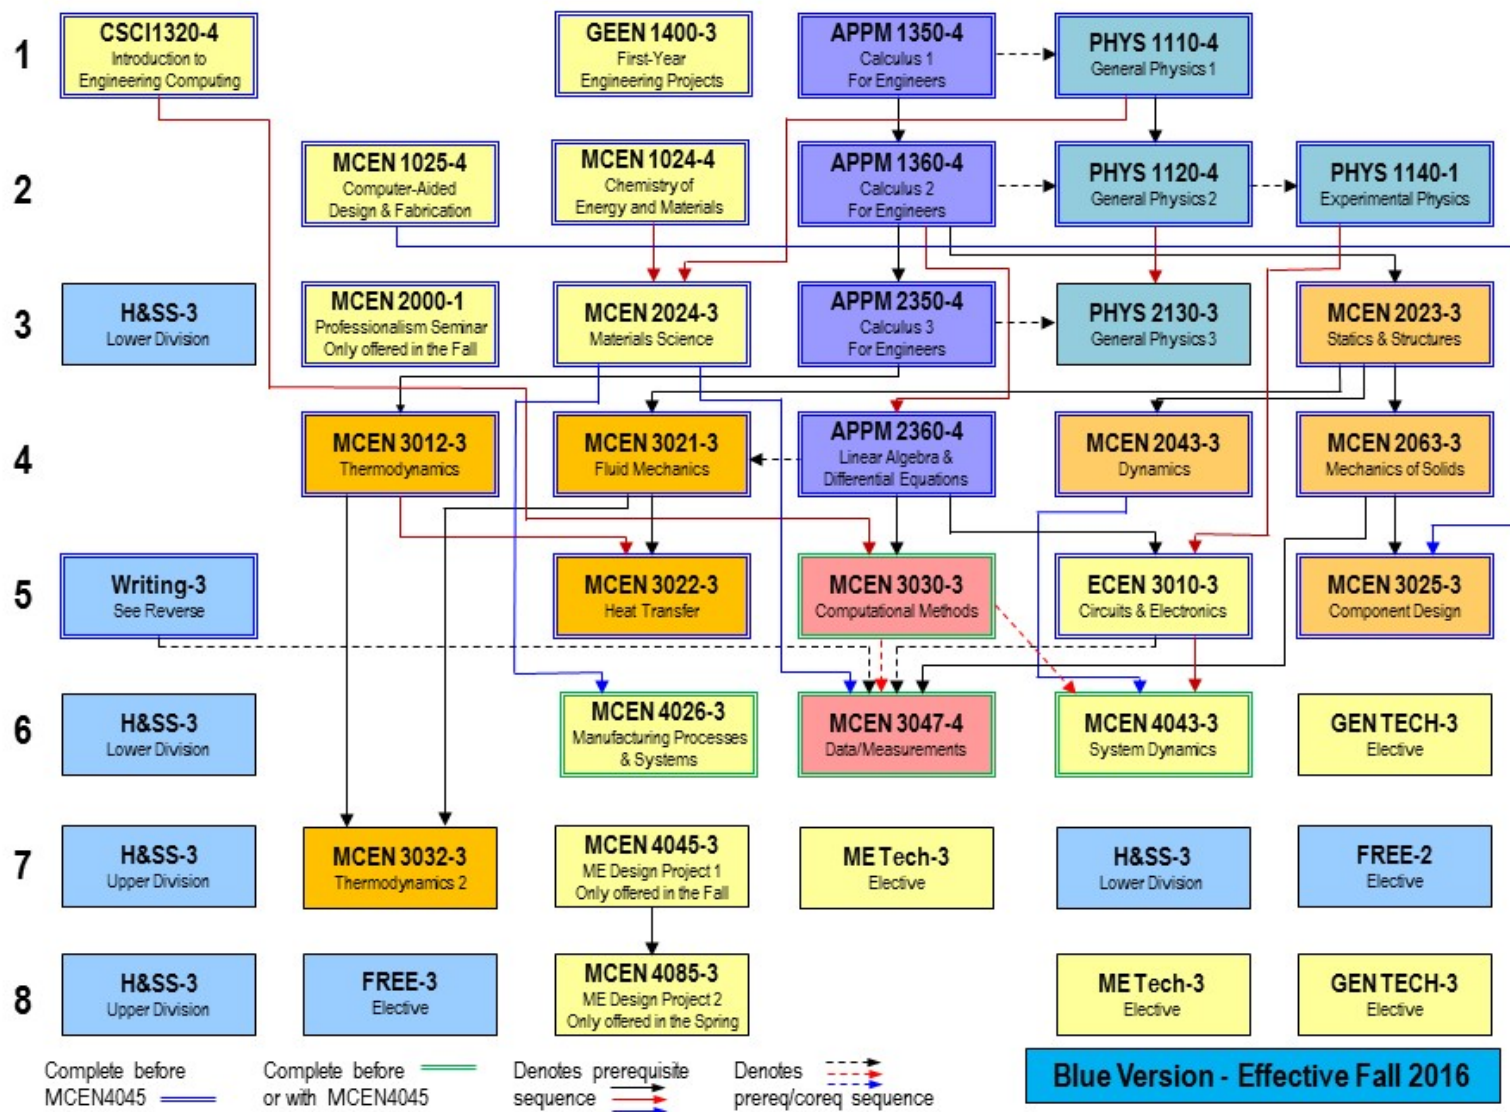 1
CSCI1320-4
Introduction to
Engineering Computing
GEEN 1400-3
First-Year
Engineering Projects
APPM 1350-4
Calculus 1
For Engineers
PHYS 1110-4
General Physics 1
2
MCEN 1025-4
Computer-Aided
Design & Fabrication
MCEN 1024-4
Chemistry of
Energy and Materials
APPM 1360-4
Calculus 2
For Engineers
PHYS 1120-4
General Physics 2
PHYS 1140-1
Experimental Physics
3
H&SS-3
Lower Division
MCEN 2000-1
Professionalism Seminar
Only offered in the Fall
MCEN 2024-3
Materials Science
APPM 2350-4
Calculus 3
For Engineers
PHYS 2130-3
General Physics 3
MCEN 2023-3
Statics & Structures
4
MCEN 3012-3
Thermodynamics
MCEN 3021-3
Fluid Mechanics
APPM 2360-4
Linear Algebra &
Differential Equations
MCEN 2043-3
Dynamics
MCEN 2063-3
Mechanics of Solids
5
Writing-3
See Reverse
MCEN 3022-3
Heat Transfer
MCEN 3030-3
Computational Methods
ECEN 3010-3
Circuits & Electronics
MCEN 3025-3
Component Design
6
H&SS-3
Lower Division
MCEN 4026-3
Manufacturing Processes
& Systems
MCEN 3047-4
Data/Measurements
MCEN 4043-3
System Dynamics
GEN TECH-3
Elective
7
H&SS-3
Upper Division
MCEN 3032-3
Thermodynamics 2
MCEN 4045-3
ME Design Project 1
Only offered in the Fall
ME Tech-3
Elective
H&SS-3
Lower Division
FREE-2
Elective
8
H&SS-3
Upper Division
FREE-3
Elective
MCEN 4085-3
ME Design Project 2
Only offered in the Spring
ME Tech-3
Elective
GEN TECH-3
Elective
Complete before
MCEN4045
Complete before
or with MCEN4045
Denotes prerequisite
sequence
Denotes
prereq/coreq sequence
Blue Version - Effective Fall 2016